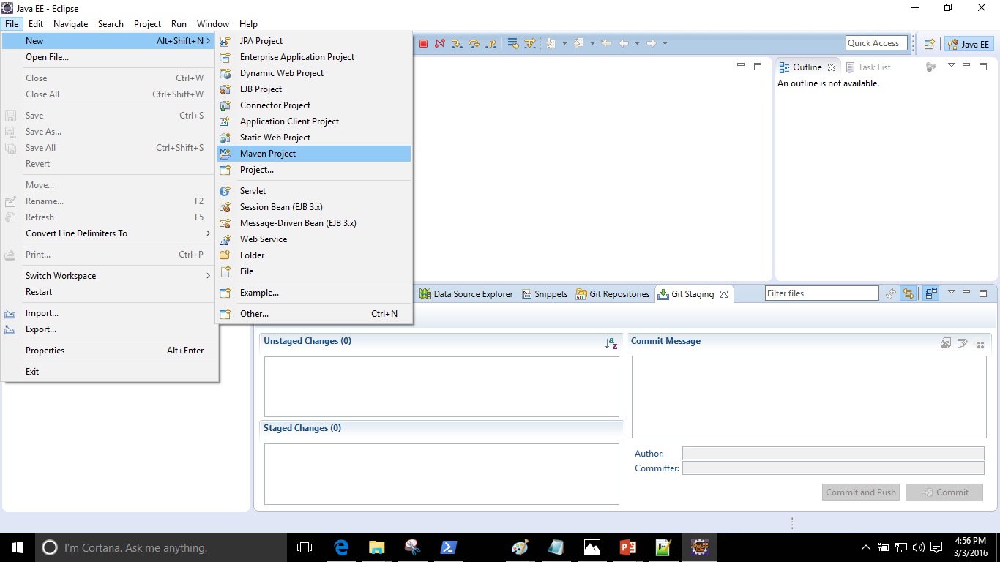 Java EE - Eclipse
File Edit Navigate Search Project Run Window Help
New Alt+Shift+N
Open File...
Close Ctrl+W
Close All Ctrl+Shift+W
Save Ctrl+S
Save As...
Save All Ctrl+Shift+S
Revert
Move...
Rename... F2
Refresh F5
Convert Line Delimiters To
Print... Ctrl+P
Switch Workspace
Restart
Import...
Export...
Properties Alt+Enter
Exit
JPA Project
Enterprise Application Project
Dynamic Web Project
EJB Project
Connector Project
Application Client Project
Static Web Project
Maven Project
Project...
Servlet
Session Bean (EJB 3.x)
Message-Driven Bean (EJB 3.x)
Web Service
Folder
File
Example...
Other... Ctrl+N
Quick Access Java EE
Outline Task List
An outline is not available.
Data Source Explorer Snippets Git Repositories Git Staging Filter files
Unstaged Changes (0)
Staged Changes (0)
Commit Message
Author:
Committer:
Commit and Push Commit
I'm Cortana. Ask me anything.
4:56 PM
3/3/2016